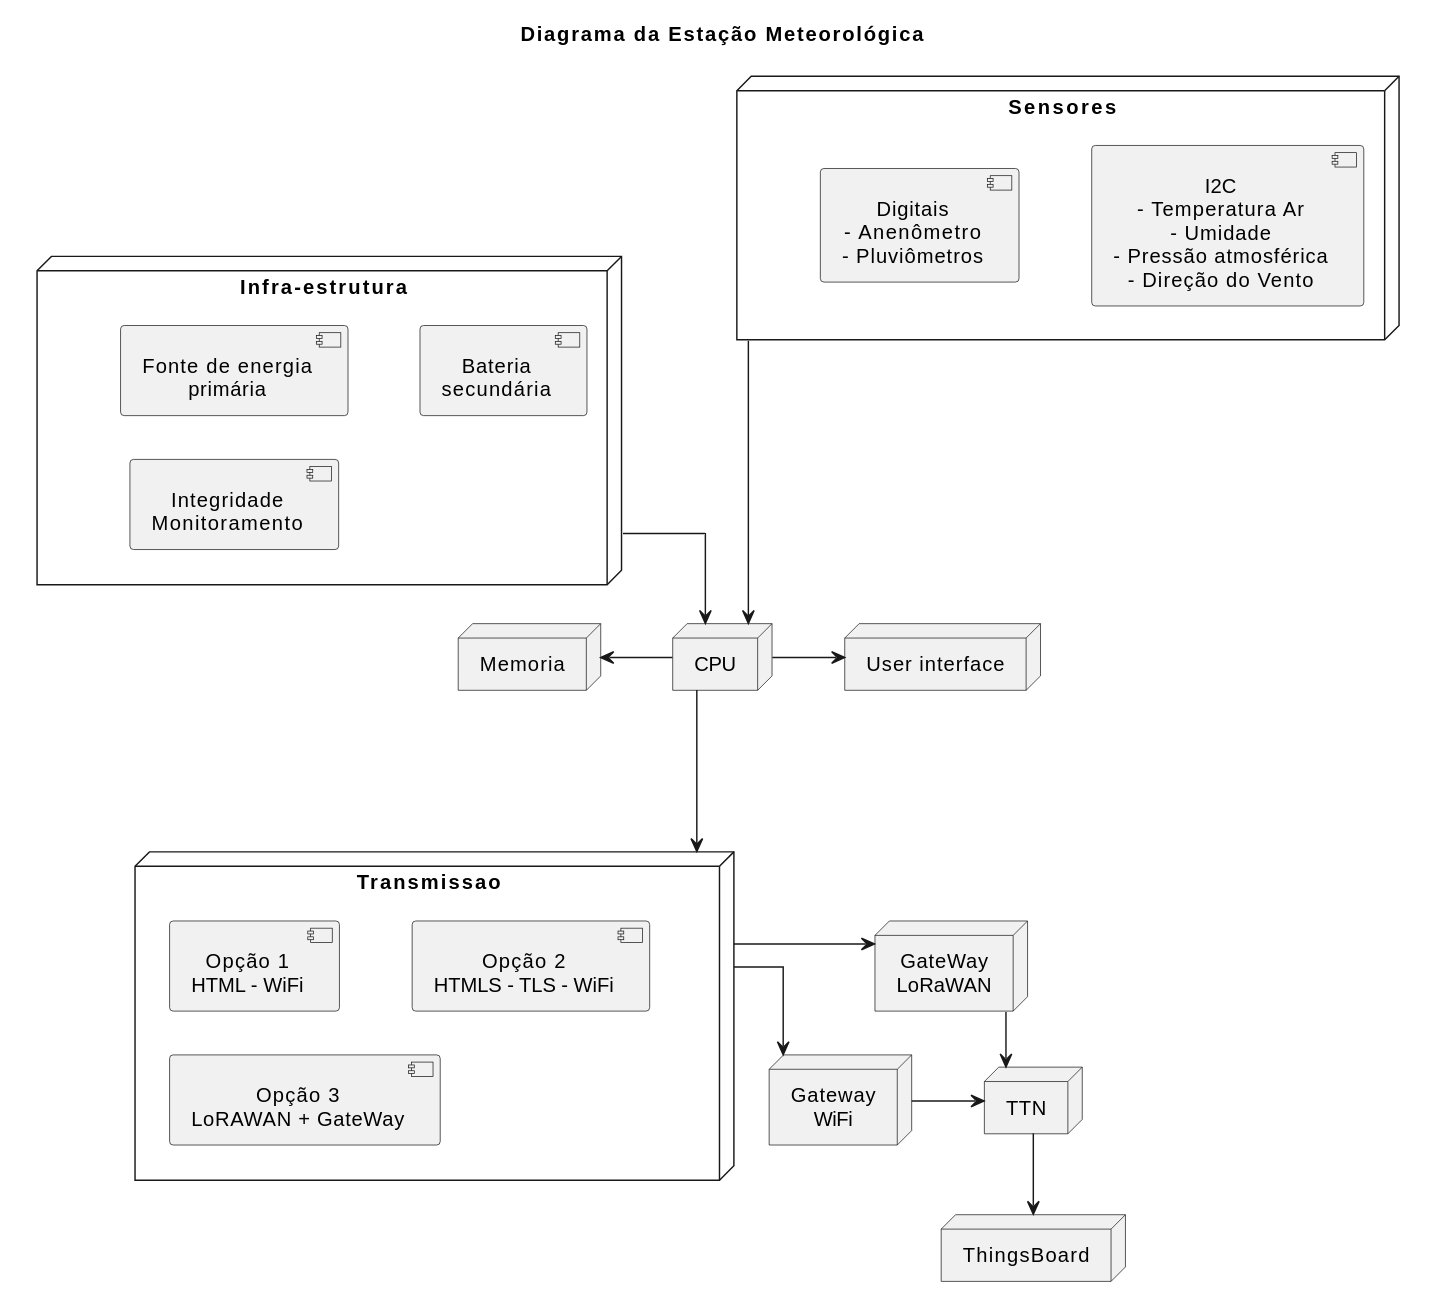 Diagrama da Estação Meteorológica
Sensores
Digitais
- Anenômetro
- Pluviômetros
I2C
- Temperatura Ar
- Umidade
- Pressão atmosférica
- Direção do Vento
Infra-estrutura
Fonte de energia
primária
Bateria
secundária
Integridade
Monitoramento
Memoria
CPU
User interface
Transmissao
Opção 1
HTML - WiFi
Opção 2
HTMLS - TLS - WiFi
Opção 3
LoRAWAN + GateWay
GateWay
LoRaWAN
Gateway
WiFi
TTN
ThingsBoard